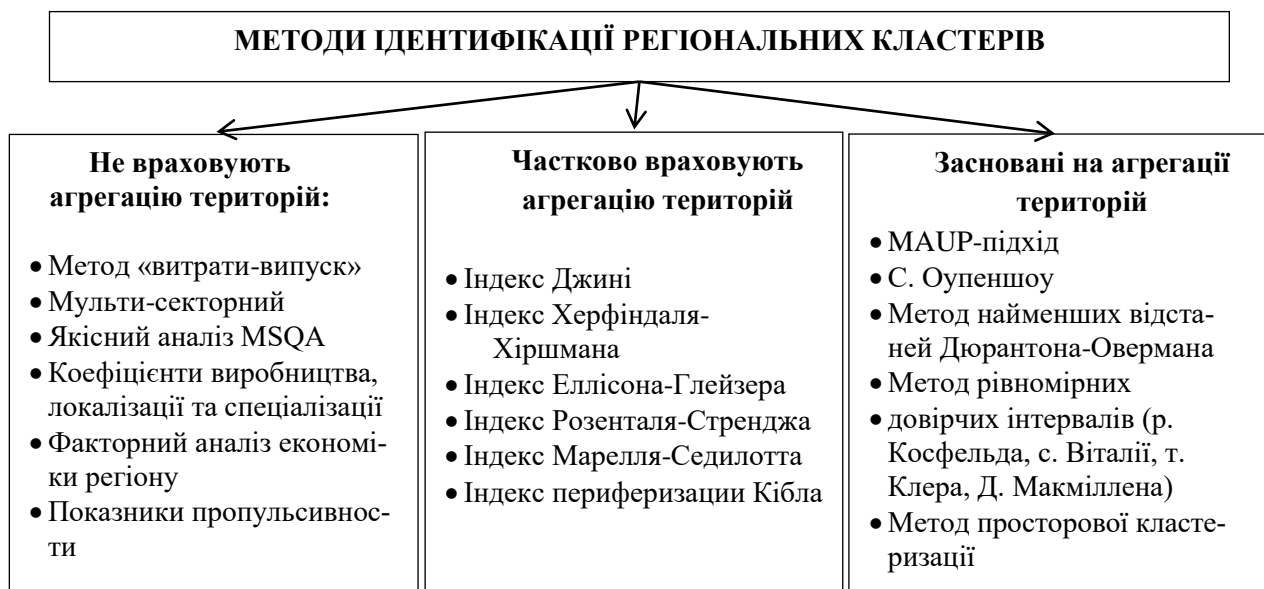 МЕТОДИ ІДЕНТИФІКАЦІЇ РЕГІОНАЛЬНИХ КЛАСТЕРІВ
Не враховують
агрегацію територій:
• Метод «витрати-випуск»
• Мульти-секторний
• Якісний аналіз MSQA
• Коефіцієнти виробництва,
локалізації та спеціалізації
• Факторний аналіз економі-
ки регіону
• Показники пропульсивнос-
ти
Частково враховують
агрегацію територій
• Індекс Джині
• Індекс Херфіндаля-
Хіршмана
• Індекс Еллісона-Глейзера
• Індекс Розенталя-Стренджа
• Індекс Марелля-Седилотта
• Індекс периферизации Кібла
Засновані на агрегації
територій
• MAUP-підхід
• С. Оупеншоу
• Метод найменших відста-
ней Дюрантона-Овермана
• Метод рівномірних
• довірчих інтервалів (р.
Косфельда, с. Віталії, т.
Клера, Д. Макміллена)
• Метод просторової класте-
ризації